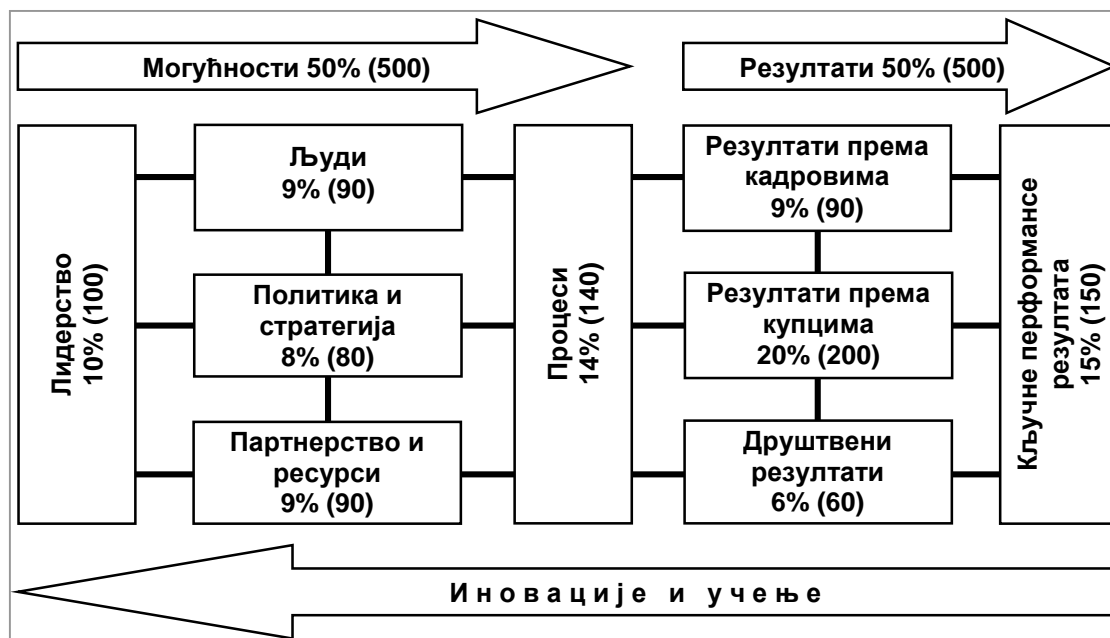 Могућности 50% (500)
Резултати 50% (500)
Лидерство
10% (100)
Људи
9% (90)
Политика и
стратегија
8% (80)
Партнерство и
ресурси
9% (90)
Процеси
14% (140)
Резултати према
кадровима
9% (90)
Резултати према
купцима
20% (200)
Друштвени
резултати
6% (60)
Кључне перформансе
резултата
15% (150)
Иновације и учење